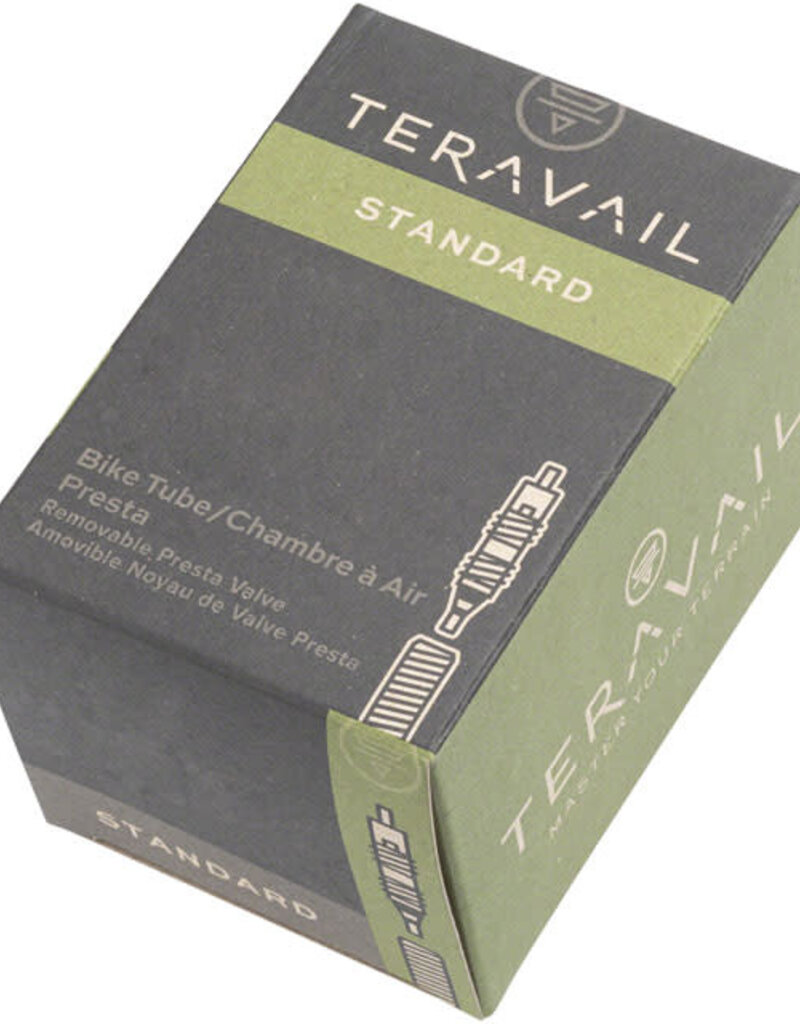 TERAVAIL
STANDARD
Bike Tube/Chambre à Air
Presta
Removable Presta Valve
Amovible Noyau de Valve Presta
STANDARD
TERAVAIL
MASTER YOUR TERRAIN